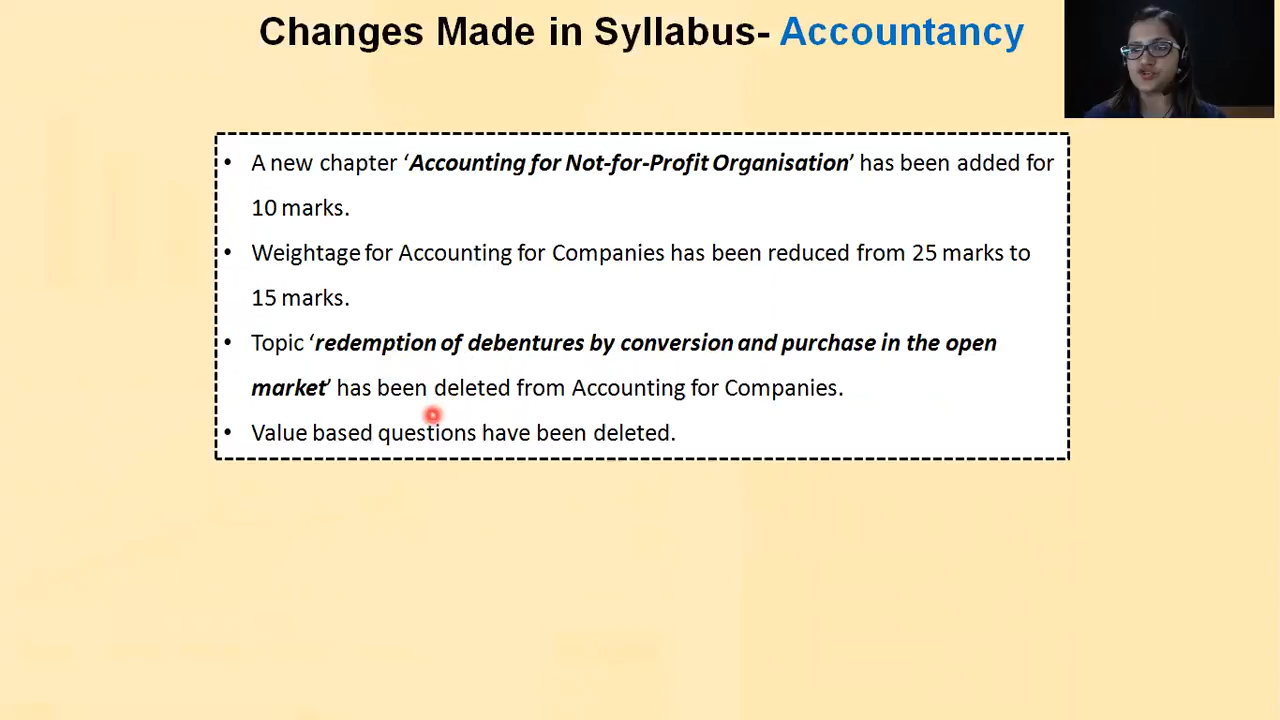 Changes Made in Syllabus- Accountancy
• A new chapter ‘Accounting for Not-for-Profit Organisation’ has been added for
10 marks.
• Weightage for Accounting for Companies has been reduced from 25 marks to
15 marks.
• Topic ‘redemption of debentures by conversion and purchase in the open
market’ has been deleted from Accounting for Companies.
• Value based questions have been deleted.